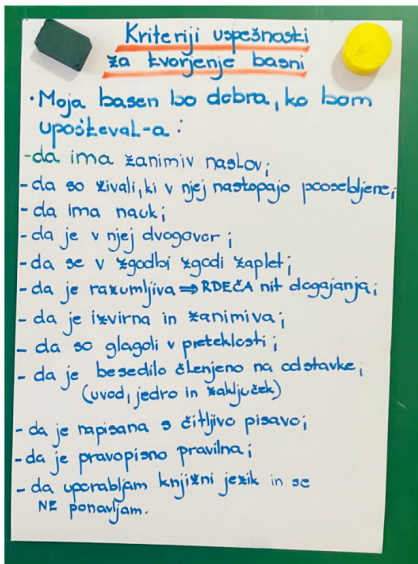 Kriteriji uspešnosti
za tvorjenje basni
• Moja basen bo dobra, ko bom
upošteval-a:
- da ima zanimiv naslov;
- da so živali, ki v njej nastopajo poosebljene;
- da ima nauk;
- da je v njej dvogovor;
- da se v zgodbi zgodi zaplet;
- da je razumljiva ⇒ RDEČA nit dogajanja;
- da je izvirna in zanimiva;
- da so glagoli v preteklosti;
- da je besedilo členjeno na odstavke;
(uvod, jedro in zaključek)
- da je napisana s čitljivo pisavo;
- da je pravopisno pravilna;
- da uporabljam knjižni jezik in se
NE ponavljam.